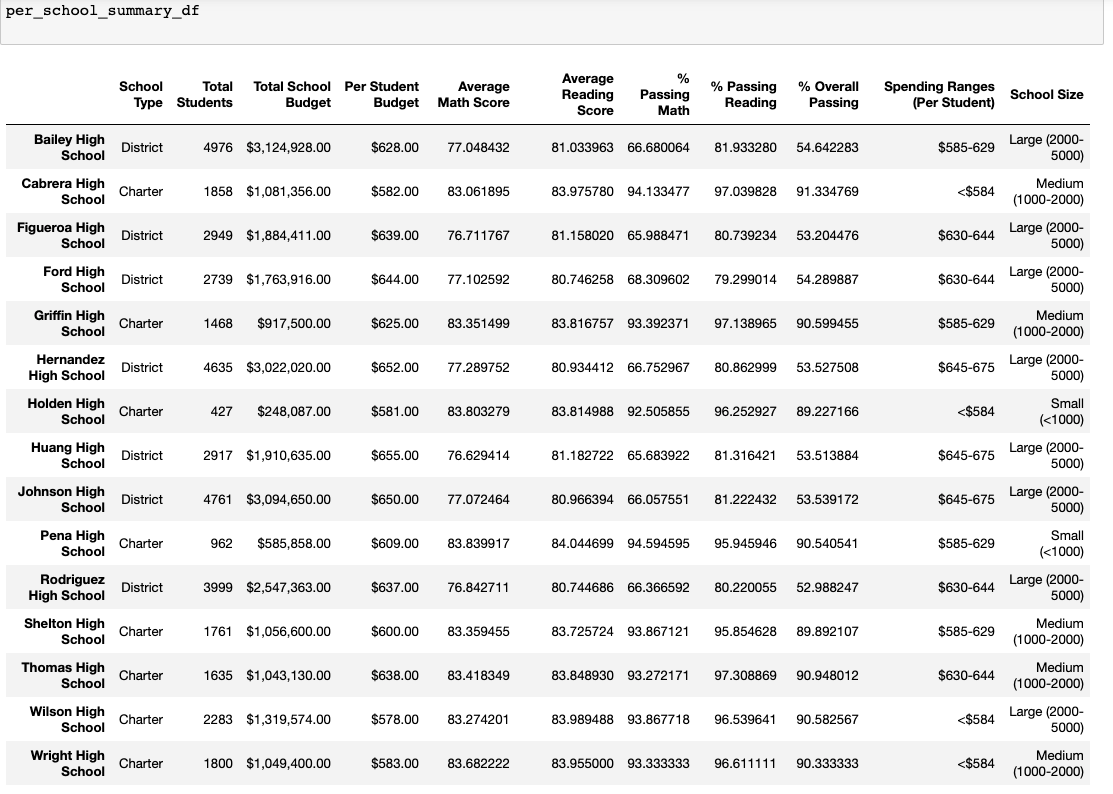 per_school_summary_df
School Type Total Students Total School Budget Per Student Budget Average Math Score Average Reading Score % Passing Math % Passing Reading % Overall Passing Spending Ranges (Per Student) School Size
Bailey High School District 4976 $3,124,928.00 $628.00 77.048432 81.033963 66.680064 81.933280 54.642283 $585-629 Large (2000-5000)
Cabrera High School Charter 1858 $1,081,356.00 $582.00 83.061895 83.975780 94.133477 97.039828 91.334769 <$584 Medium (1000-2000)
Figueroa High School District 2949 $1,884,411.00 $639.00 76.711767 81.158020 65.988471 80.739234 53.204476 $630-644 Large (2000-5000)
Ford High School District 2739 $1,763,916.00 $644.00 77.102592 80.746258 68.309602 79.299014 54.289887 $630-644 Large (2000-5000)
Griffin High School Charter 1468 $917,500.00 $625.00 83.351499 83.816757 93.392371 97.138965 90.599455 $585-629 Medium (1000-2000)
Hernandez High School District 4635 $3,022,020.00 $652.00 77.289752 80.934412 66.752967 80.862999 53.527508 $645-675 Large (2000-5000)
Holden High School Charter 427 $248,087.00 $581.00 83.803279 83.814988 92.505855 96.252927 89.227166 <$584 Small (<1000)
Huang High School District 2917 $1,910,635.00 $655.00 76.629414 81.182722 65.683922 81.316421 53.513884 $645-675 Large (2000-5000)
Johnson High School District 4761 $3,094,650.00 $650.00 77.072464 80.966394 66.057551 81.222432 53.539172 $645-675 Large (2000-5000)
Pena High School Charter 962 $585,858.00 $609.00 83.839917 84.044699 94.594595 95.945946 90.540541 $585-629 Small (<1000)
Rodriguez High School District 3999 $2,547,363.00 $637.00 76.842711 80.744686 66.366592 80.220055 52.988247 $630-644 Large (2000-5000)
Shelton High School Charter 1761 $1,056,600.00 $600.00 83.359455 83.725724 93.867121 95.854628 89.892107 $585-629 Medium (1000-2000)
Thomas High School Charter 1635 $1,043,130.00 $638.00 83.418349 83.848930 93.272171 97.308869 90.948012 $630-644 Medium (1000-2000)
Wilson High School Charter 2283 $1,319,574.00 $578.00 83.274201 83.989488 93.867718 96.539641 90.582567 <$584 Large (2000-5000)
Wright High School Charter 1800 $1,049,400.00 $583.00 83.682222 83.955000 93.333333 96.611111 90.333333 <$584 Medium (1000-2000)